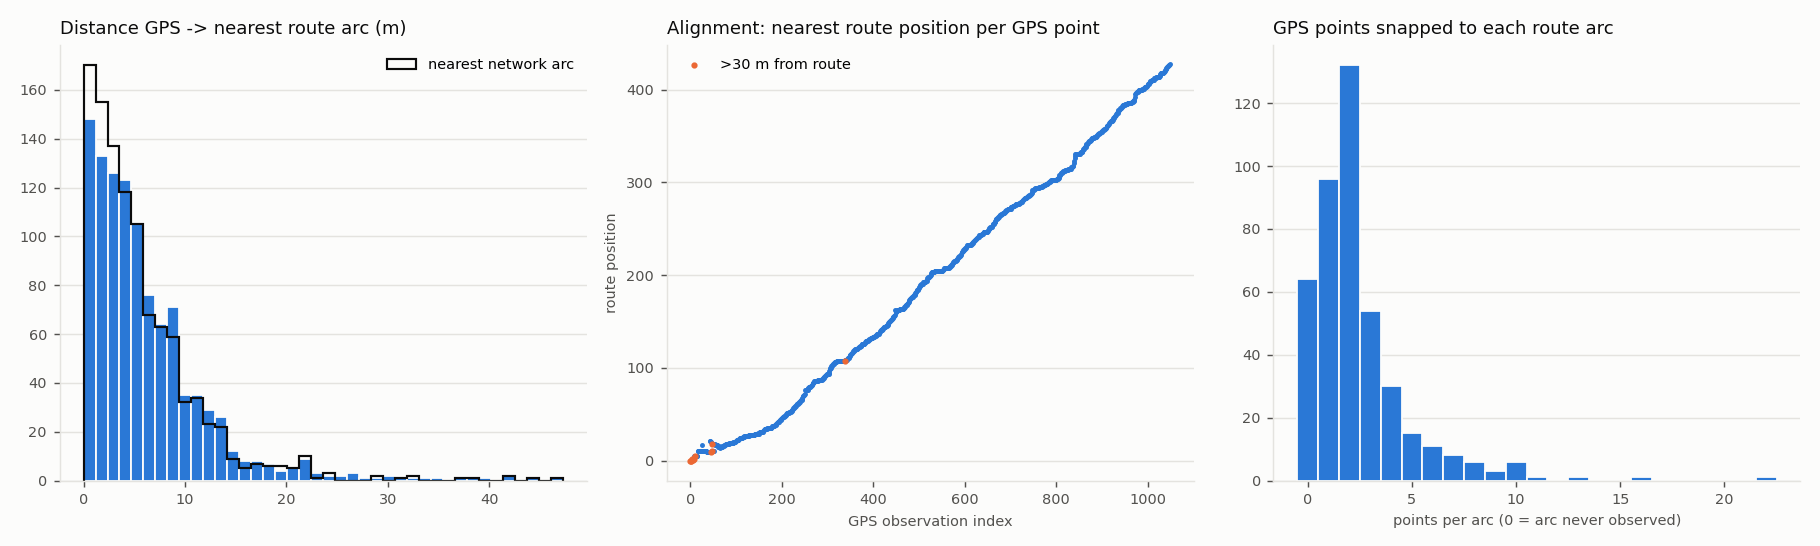 Distance GPS -> nearest route arc (m)
nearest network arc
160
140
120
100
80
60
40
20
0
0 10 20 30 40
Alignment: nearest route position per GPS point
>30 m from route
route position
400
300
200
100
0
0 200 400 600 800 1000
GPS observation index
GPS points snapped to each route arc
120
100
80
60
40
20
0
0 5 10 15 20
points per arc (0 = arc never observed)